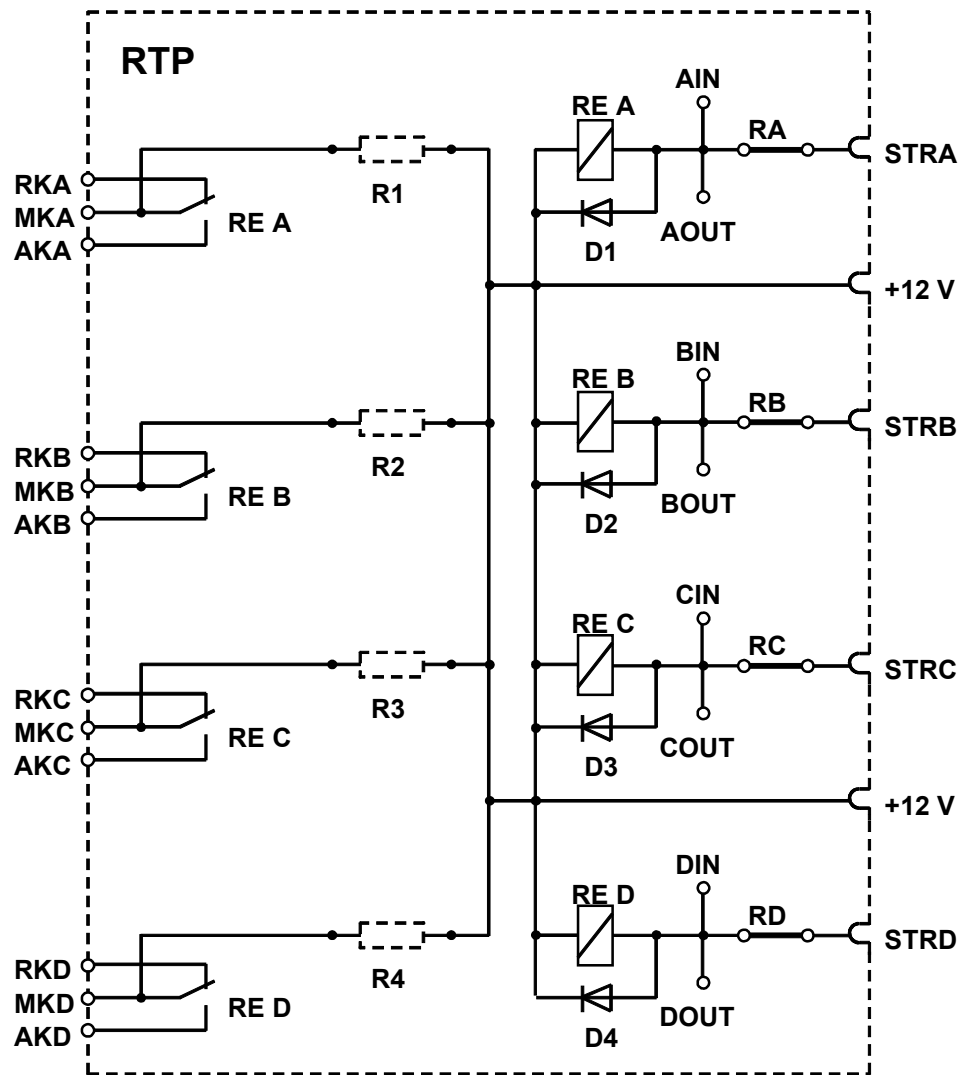 RTP
AIN
RE A
RA
STRA
R1
RKA
MKA
RE A
AKA
AOUT
D1
+12 V
BIN
RE B
RB
STRB
R2
RKB
MKB
RE B
AKB
BOUT
D2
CIN
RE C
RC
STRC
R3
RKC
MKC
RE C
AKC
COUT
D3
+12 V
DIN
RE D
RD
STRD
R4
RKD
MKD
RE D
AKD
DOUT
D4